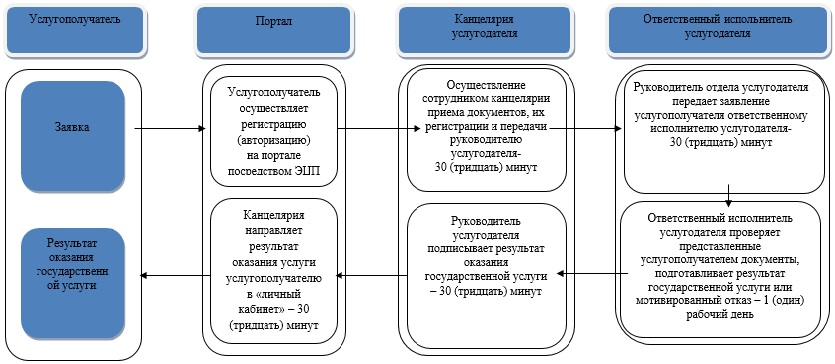 Услугополучатель
Портал
Канцелярия
услугодателя
Ответственный исполнитель
услугодателя
Заявка
Услугополучатель
осушествляет
регистрацию
(авторизацию)
на портале
посредством ЭЦП
Осуществление
сотрудником канцелярии
приема документов, их
регистрации и передачи
руководителю
услугодателя-
30 (тридцать) минут
Руководитель отдела услугодателя
передает заявление
услугополучателя ответственному
исполнителю услугодателя-
30 (тридцать) минут
Результат
оказания
государственн
ой услуги
Канцелярия
направляет
результат
оказания услуги
услугополучателю
в «личный
кабинет» – 30
(тридцать) минут
Руководитель
услугодателя
подписывает результат
оказания
государственной услуги
– 30 (тридцать) минут
Ответственный исполнитель
услугодателя проверяет
представленные
услугополучателем документы,
подготавливает результат
государственной услуги или
мотивированный отказ – 1 (один)
рабочий день